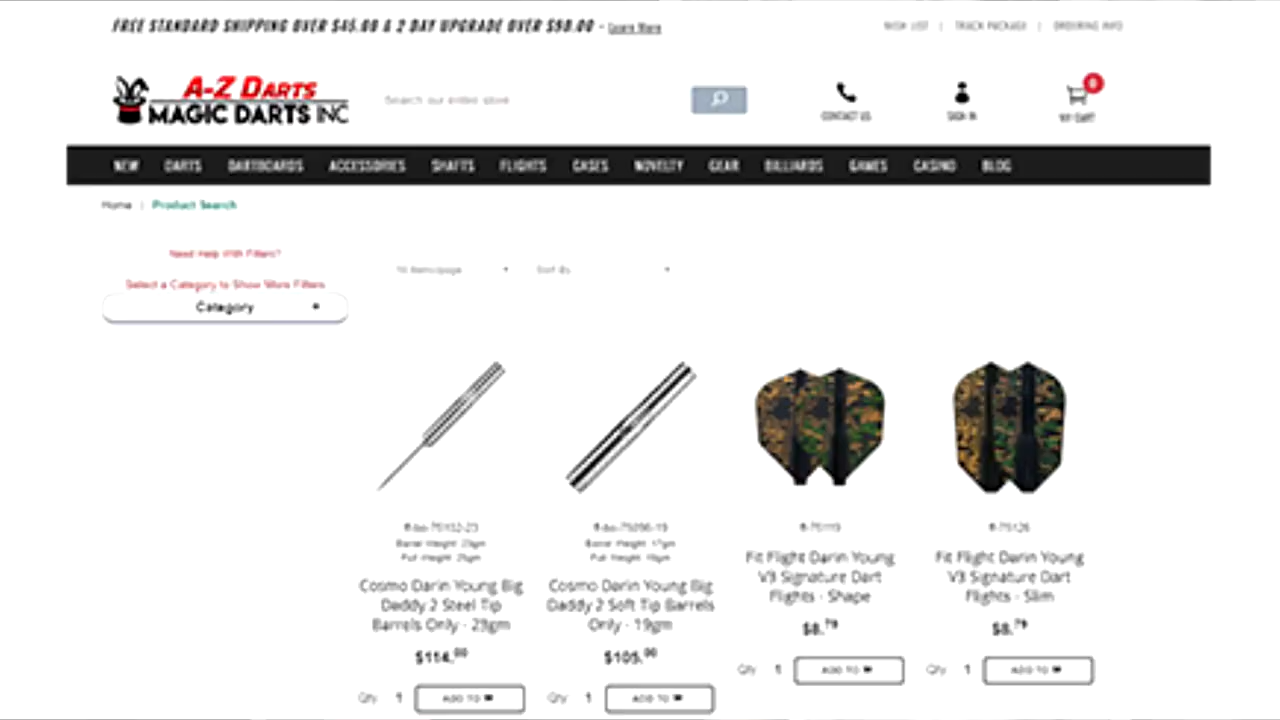 FREE STANDARD SHIPPING OVER $45.00 & 2 DAY UPGRADE OVER $90.00 - Learn More
WISH LIST | TRACK PACKAGE | ORDERING INFO
A-Z DARTS
MAGIC DARTS INC
Search our entire store
CONTACT US
SIGN IN
0
MY CART
NEW DARTS DARTBOARDS ACCESSORIES SHAFTS FLIGHTS CASES NOVELTY GEAR BILLIARDS GAMES CASINO BLOG
Home | Product Search
Need Help With Filters?
Select a Category to Show More Filters
Category
Items/page
Sort By
Barrel Weight: 23gm
Full Weight: 25gm
Cosmo Darin Young Big
Daddy 2 Steel Tip
Barrels Only - 23gm
$114.00
Qty 1 ADD TO
Barrel Weight: 17gm
Full Weight: 19gm
Cosmo Darin Young Big
Daddy 2 Soft Tip Barrels
Only - 19gm
$105.00
Qty 1 ADD TO
Fit Flight Darin Young
V3 Signature Dart
Flights - Shape
$8.79
Qty 1 ADD TO
Fit Flight Darin Young
V3 Signature Dart
Flights - Slim
$8.79
Qty 1 ADD TO